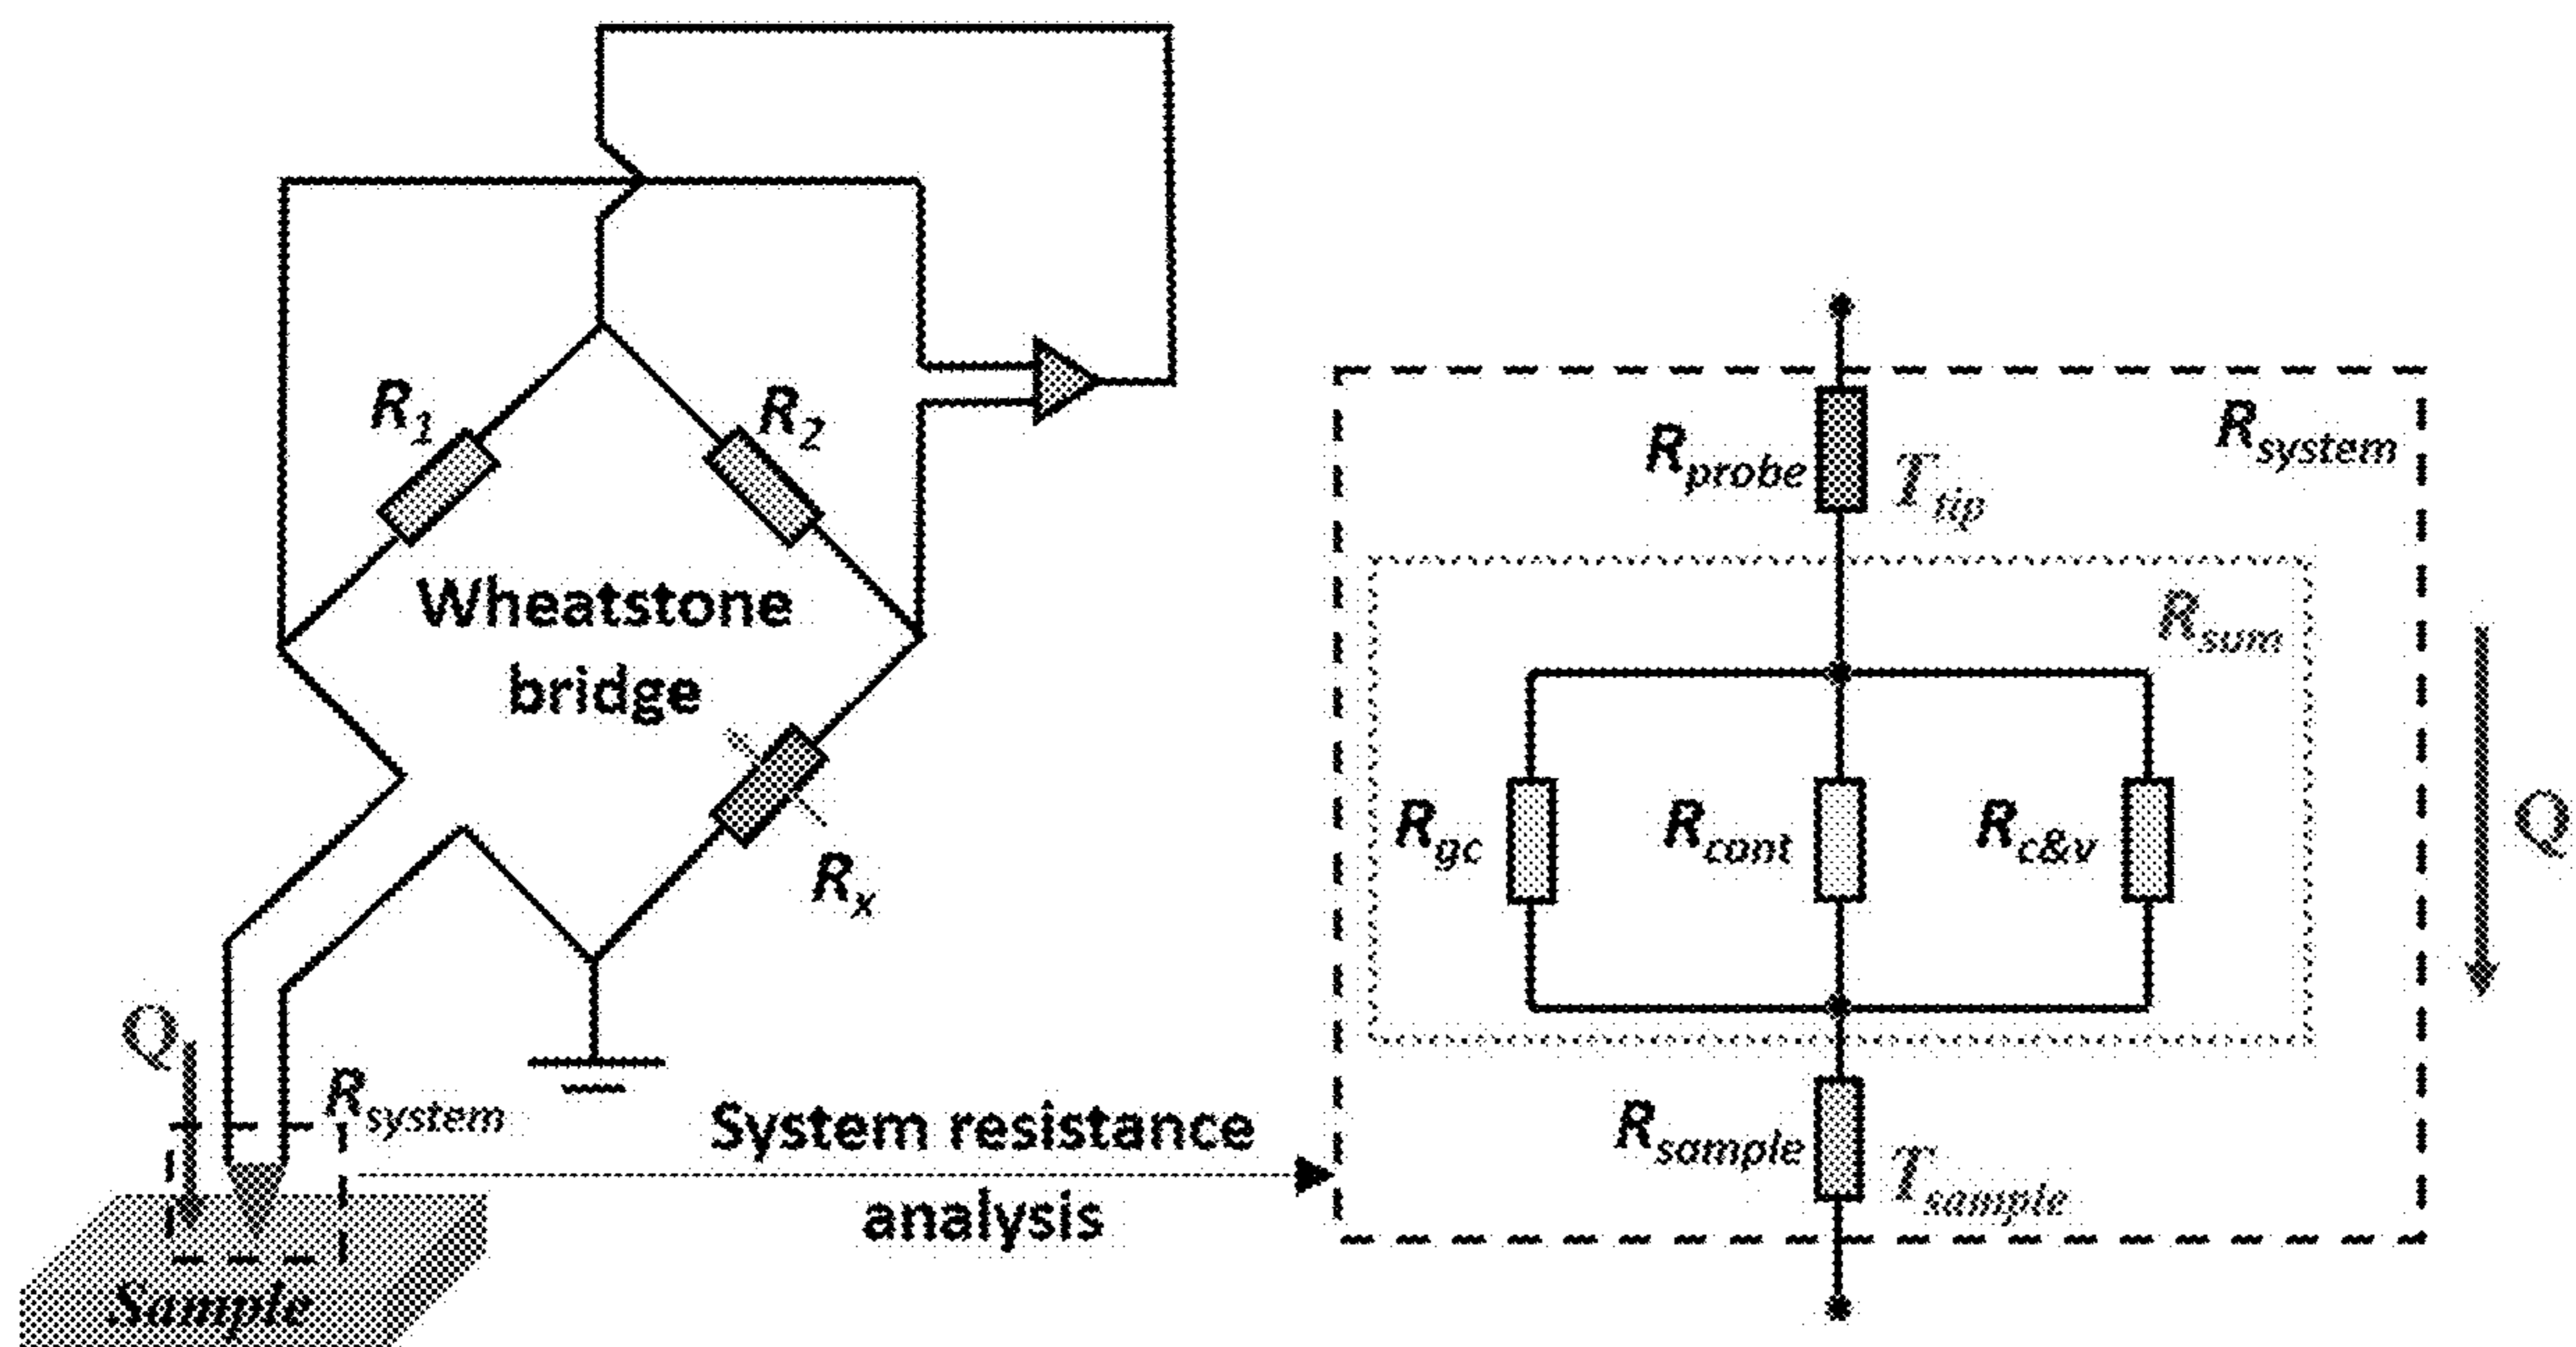 R1
R2
Wheatstone
bridge
Rx
Q
Rsystem
Sample
System resistance
analysis
Rprobe
Ttip
Rsystem
Rsum
Rgc
Rcont
Rc&v
Q
Rsample
Tsample